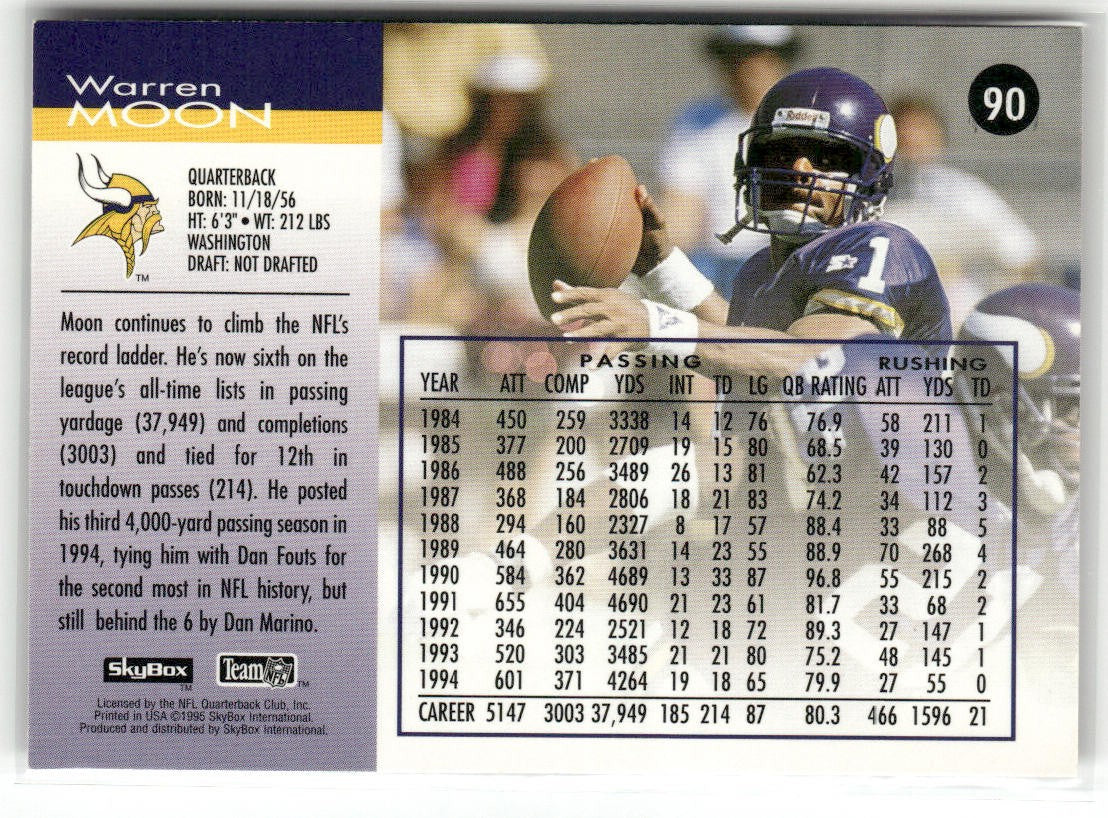 Warren
MOON
90
QUARTERBACK
BORN: 11/18/56
HT: 6'3" • WT: 212 LBS
WASHINGTON
DRAFT: NOT DRAFTED
TM
Riddell
1
Moon continues to climb the NFL's
record ladder. He's now sixth on the
league's all-time lists in passing
yardage (37,949) and completions
(3003) and tied for 12th in
touchdown passes (214). He posted
his third 4,000-yard passing season in
1994, tying him with Dan Fouts for
the second most in NFL history, but
still behind the 6 by Dan Marino.
PASSING RUSHING
YEAR ATT COMP YDS INT TD LG QB RATING ATT YDS TD
1984 450 259 3338 14 12 76 76.9 58 211 1
1985 377 200 2709 19 15 80 68.5 39 130 0
1986 488 256 3489 26 13 81 62.3 42 157 2
1987 368 184 2806 18 21 83 74.2 34 112 3
1988 294 160 2327 8 17 57 88.4 33 88 5
1989 464 280 3631 14 23 55 88.9 70 268 4
1990 584 362 4689 13 33 87 96.8 55 215 2
1991 655 404 4690 21 23 61 81.7 33 68 2
1992 346 224 2521 12 18 72 89.3 27 147 1
1993 520 303 3485 21 21 80 75.2 48 145 1
1994 601 371 4264 19 18 65 79.9 27 55 0
CAREER 5147 3003 37,949 185 214 87 80.3 466 1596 21
SkyBox TM Team NFL TM
Licensed by the NFL Quarterback Club, Inc.
Printed in USA ©1995 SkyBox International.
Produced and distributed by SkyBox International.